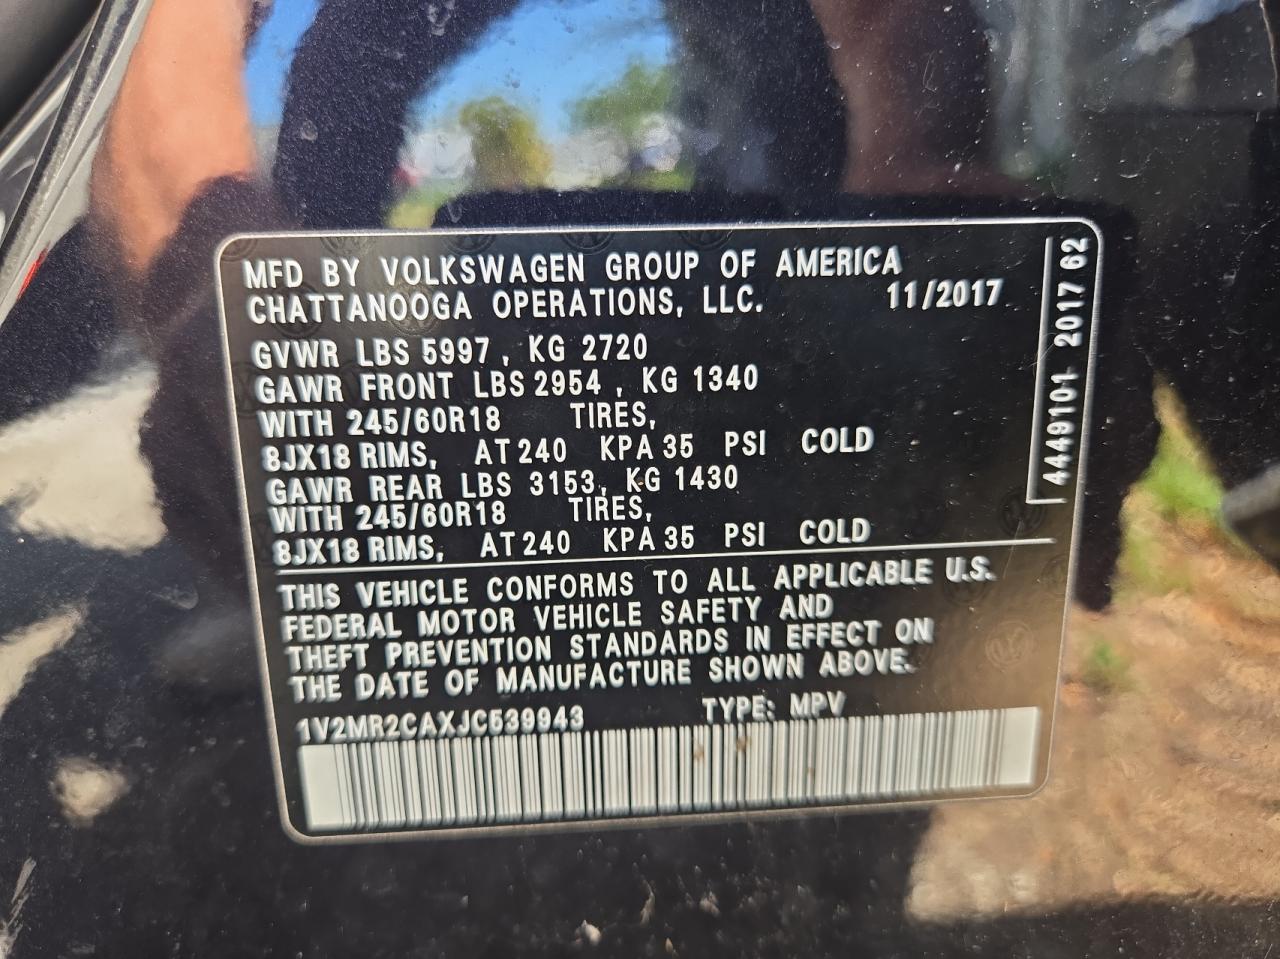 MFD BY VOLKSWAGEN GROUP OF AMERICA
CHATTANOOGA OPERATIONS, LLC. 11/2017
GVWR LBS 5997, KG 2720
GAWR FRONT LBS 2954, KG 1340
WITH 245/60R18 TIRES,
8JX18 RIMS, AT 240 KPA 35 PSI COLD
GAWR REAR LBS 3153, KG 1430
WITH 245/60R18 TIRES,
8JX18 RIMS, AT 240 KPA 35 PSI COLD
THIS VEHICLE CONFORMS TO ALL APPLICABLE U.S.
FEDERAL MOTOR VEHICLE SAFETY AND
THEFT PREVENTION STANDARDS IN EFFECT ON
THE DATE OF MANUFACTURE SHOWN ABOVE.
1V2MR2CAXJC539943 TYPE: MPV
4449101 2017 62